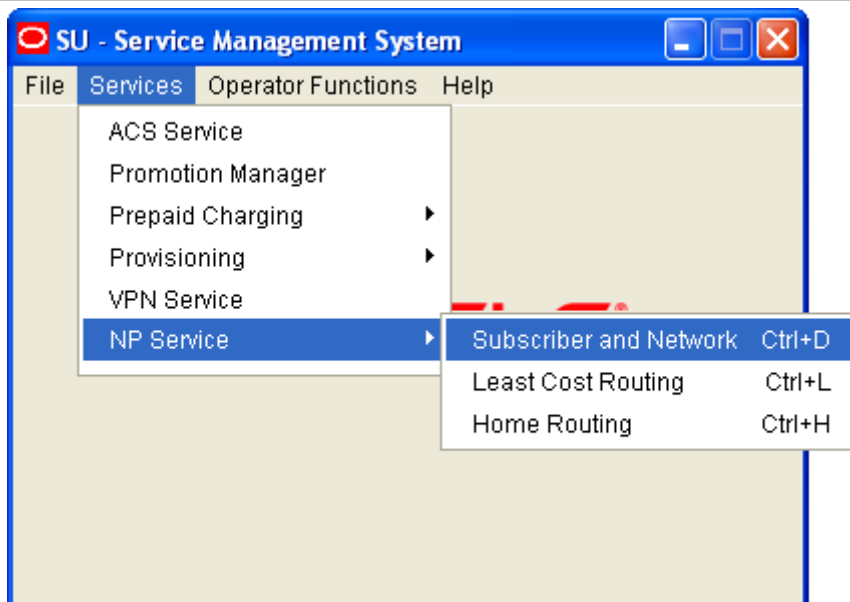 SU - Service Management System
File Services Operator Functions Help
ACS Service
Promotion Manager
Prepaid Charging
Provisioning
VPN Service
NP Service
Subscriber and Network Ctrl+D
Least Cost Routing Ctrl+L
Home Routing Ctrl+H